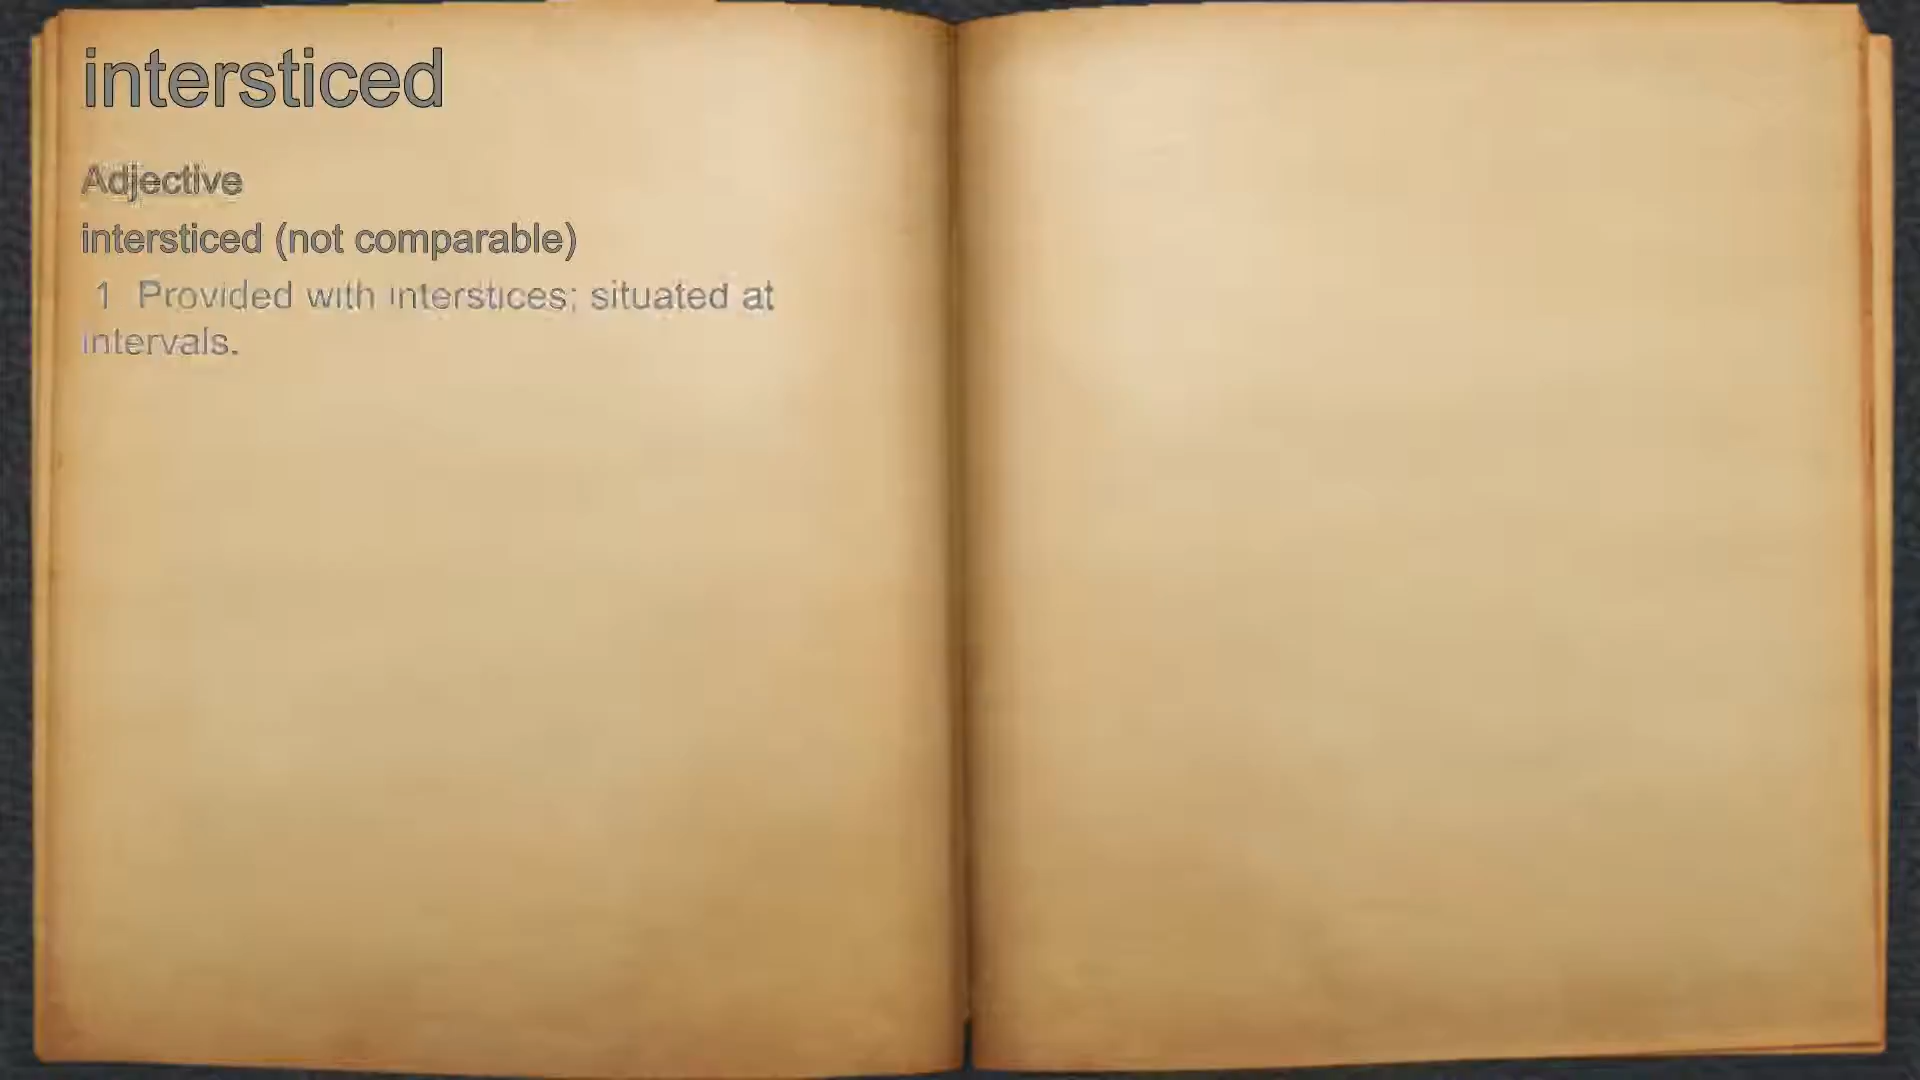 intersticed
Adjective
intersticed (not comparable)
1 Provided with interstices; situated at
intervals.